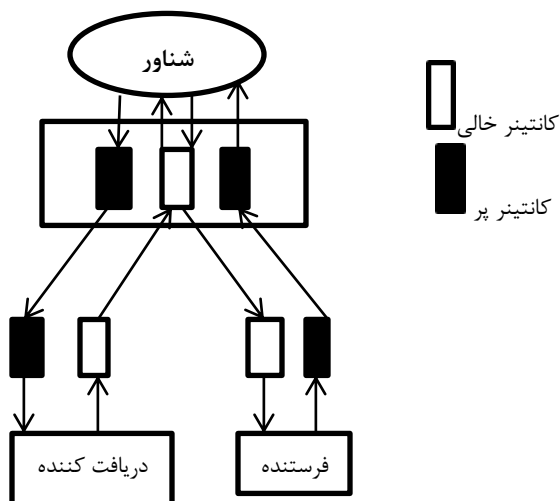 شناور
کانتینر خالی
کانتینر پر
دریافت کننده
فرستنده